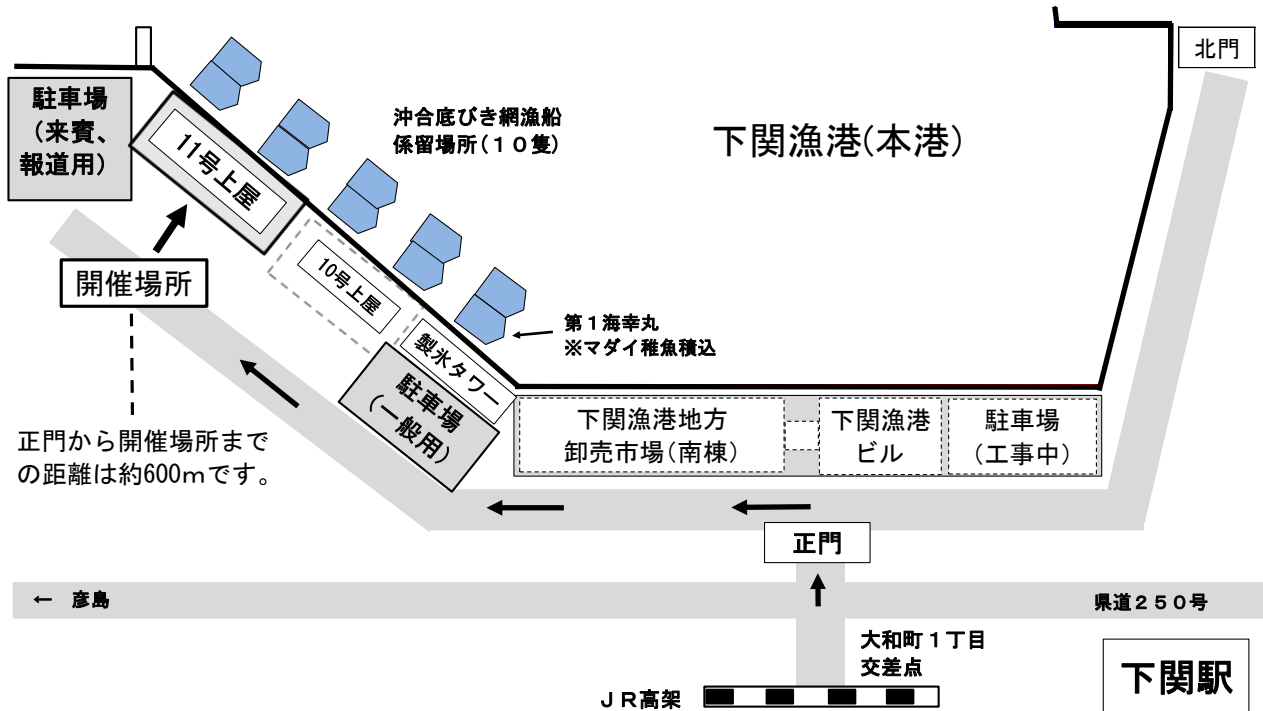 北門
駐車場
（来賓、
報道用）
11号上屋
沖合底びき網漁船
係留場所(１０隻)
下関漁港(本港)
開催場所
10号上屋
第１海幸丸
※マダイ稚魚積込
製氷タワー
駐車場
（一般用）
下関漁港地方
卸売市場(南棟)
下関漁港
ビル
駐車場
(工事中)
正門から開催場所まで
の距離は約600ｍです。
正門
← 彦島
県道２５０号
大和町１丁目
交差点
ＪＲ高架
下関駅